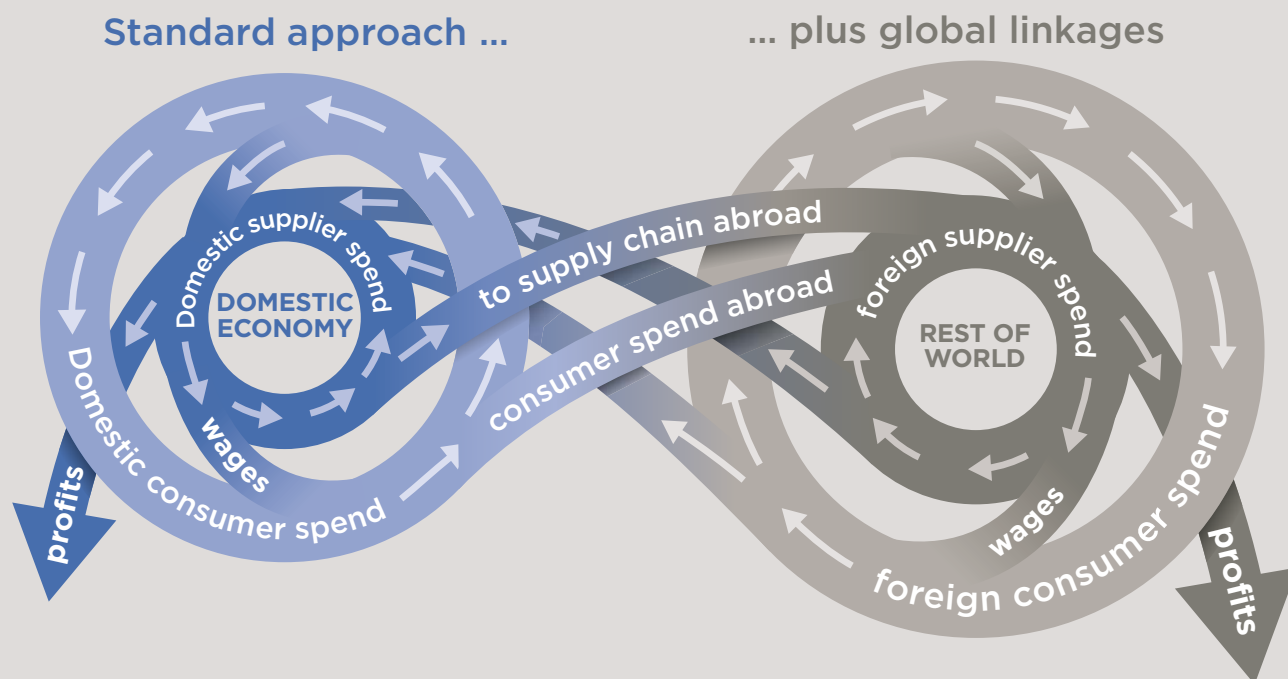 Standard approach ...
... plus global linkages
Domestic supplier spend
DOMESTIC
ECONOMY
wages
Domestic consumer spend
profits
to supply chain abroad
consumer spend abroad
foreign supplier spend
REST OF
WORLD
wages
foreign consumer spend
profits